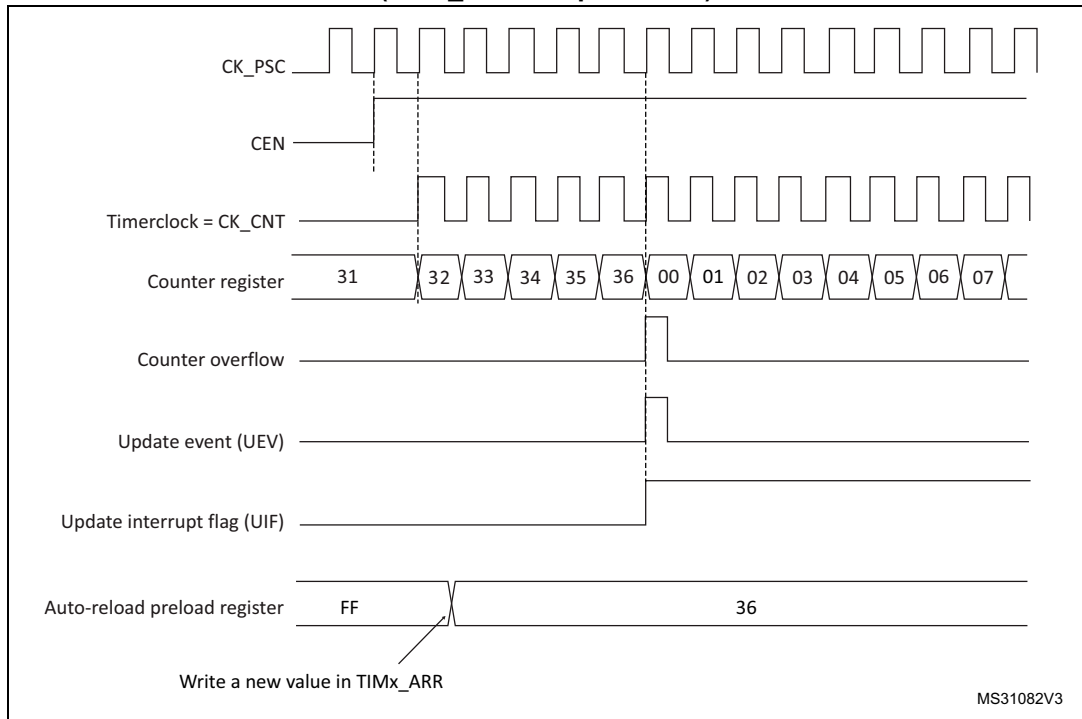 CK_PSC
CEN
Timerclock = CK_CNT
Counter register 31 32 33 34 35 36 00 01 02 03 04 05 06 07
Counter overflow
Update event (UEV)
Update interrupt flag (UIF)
Auto-reload preload register FF 36
Write a new value in TIMx_ARR
MS31082V3